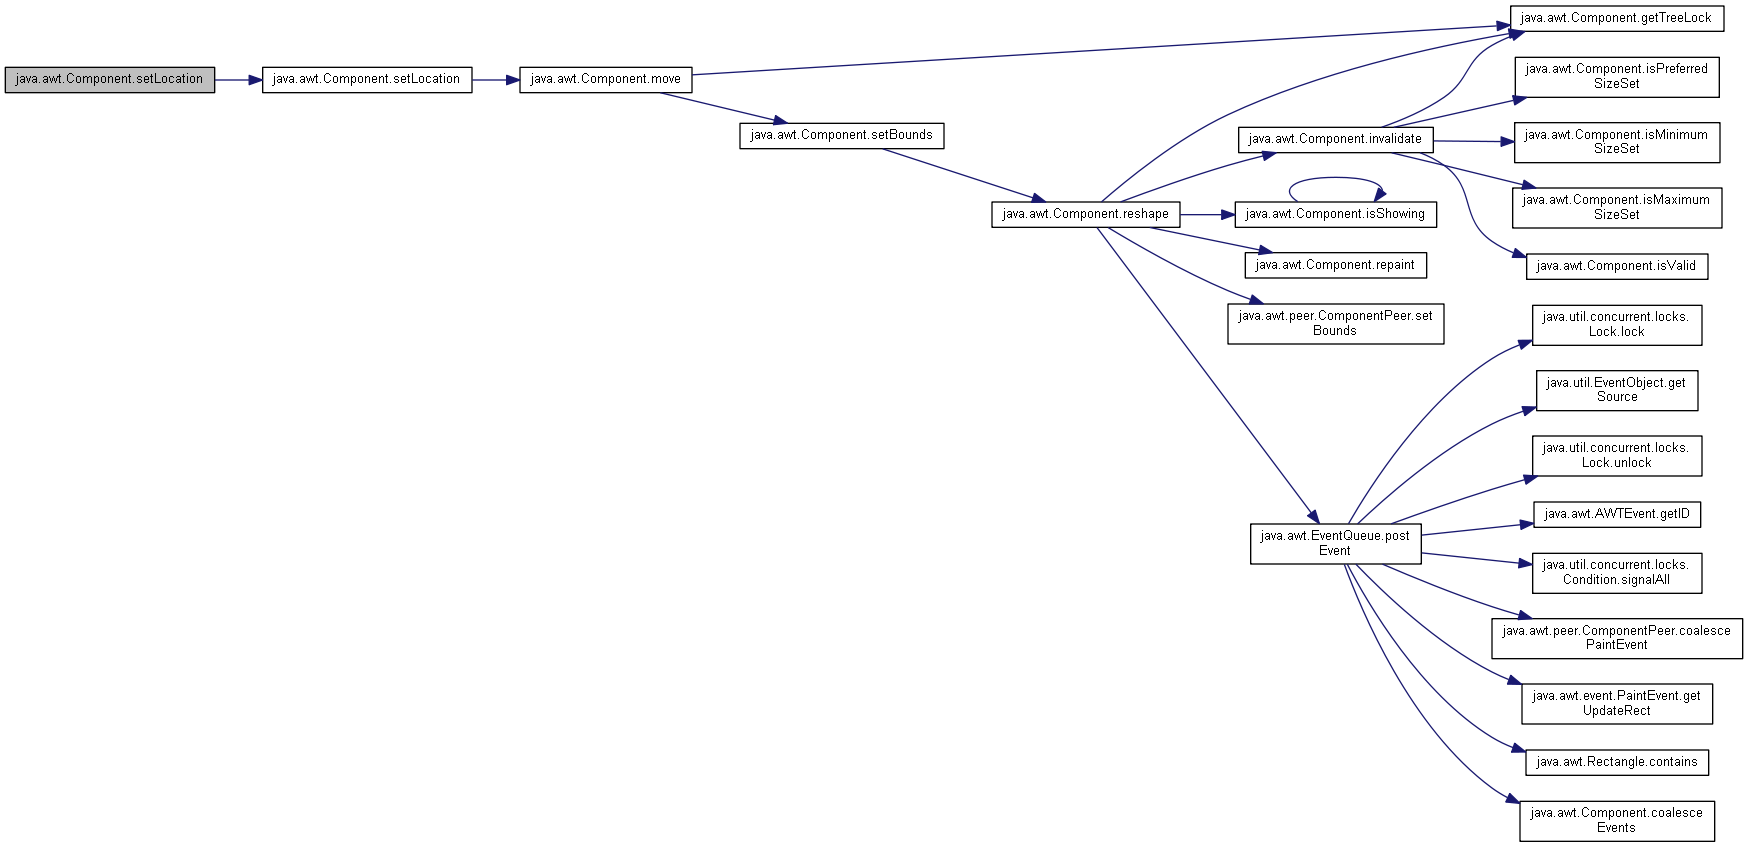 java.awt.Component.setLocation
java.awt.Component.setLocation
java.awt.Component.move
java.awt.Component.getTreeLock
java.awt.Component.setBounds
java.awt.Component.reshape
java.awt.Component.invalidate
java.awt.Component.isPreferred
SizeSet
java.awt.Component.isMinimum
SizeSet
java.awt.Component.isMaximum
SizeSet
java.awt.Component.isValid
java.awt.Component.isShowing
java.awt.Component.repaint
java.awt.peer.ComponentPeer.set
Bounds
java.awt.EventQueue.post
Event
java.util.concurrent.locks.
Lock.lock
java.util.EventObject.get
Source
java.util.concurrent.locks.
Lock.unlock
java.awt.AWTEvent.getID
java.util.concurrent.locks.
Condition.signalAll
java.awt.peer.ComponentPeer.coalesce
PaintEvent
java.awt.event.PaintEvent.get
UpdateRect
java.awt.Rectangle.contains
java.awt.Component.coalesce
Events